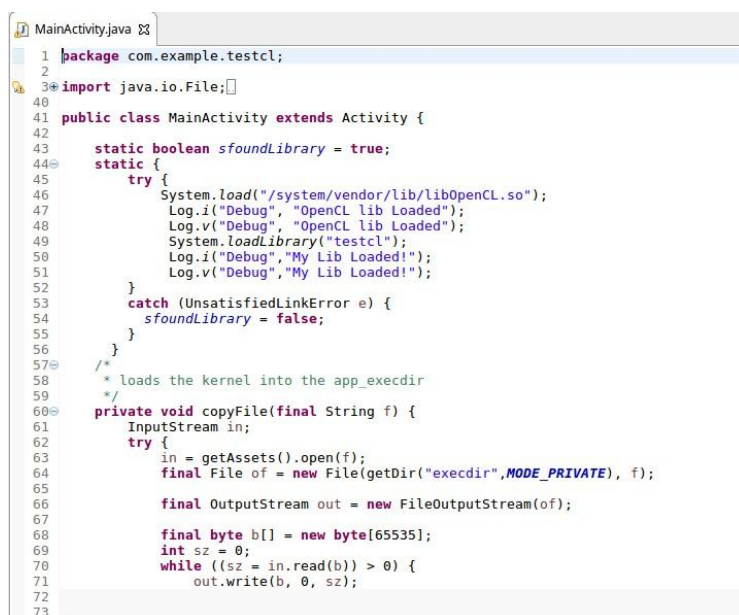 MainActivity.java
1 package com.example.testcl;
2
3 import java.io.File;
40
41 public class MainActivity extends Activity {
42
43 static boolean sfoundLibrary = true;
44 static {
45 try {
46 System.load("/system/vendor/lib/libOpenCL.so");
47 Log.i("Debug", "OpenCL lib Loaded");
48 Log.v("Debug", "OpenCL lib Loaded");
49 System.loadLibrary("testcl");
50 Log.i("Debug","My Lib Loaded!");
51 Log.v("Debug","My Lib Loaded!");
52 }
53 catch (UnsatisfiedLinkError e) {
54 sfoundLibrary = false;
55 }
56 }
57 /*
58 * loads the kernel into the app_execdir
59 */
60 private void copyFile(final String f) {
61 InputStream in;
62 try {
63 in = getAssets().open(f);
64 final File of = new File(getDir("execdir",MODE_PRIVATE), f);
65
66 final OutputStream out = new FileOutputStream(of);
67
68 final byte b[] = new byte[65535];
69 int sz = 0;
70 while ((sz = in.read(b)) > 0) {
71 out.write(b, 0, sz);
72
73